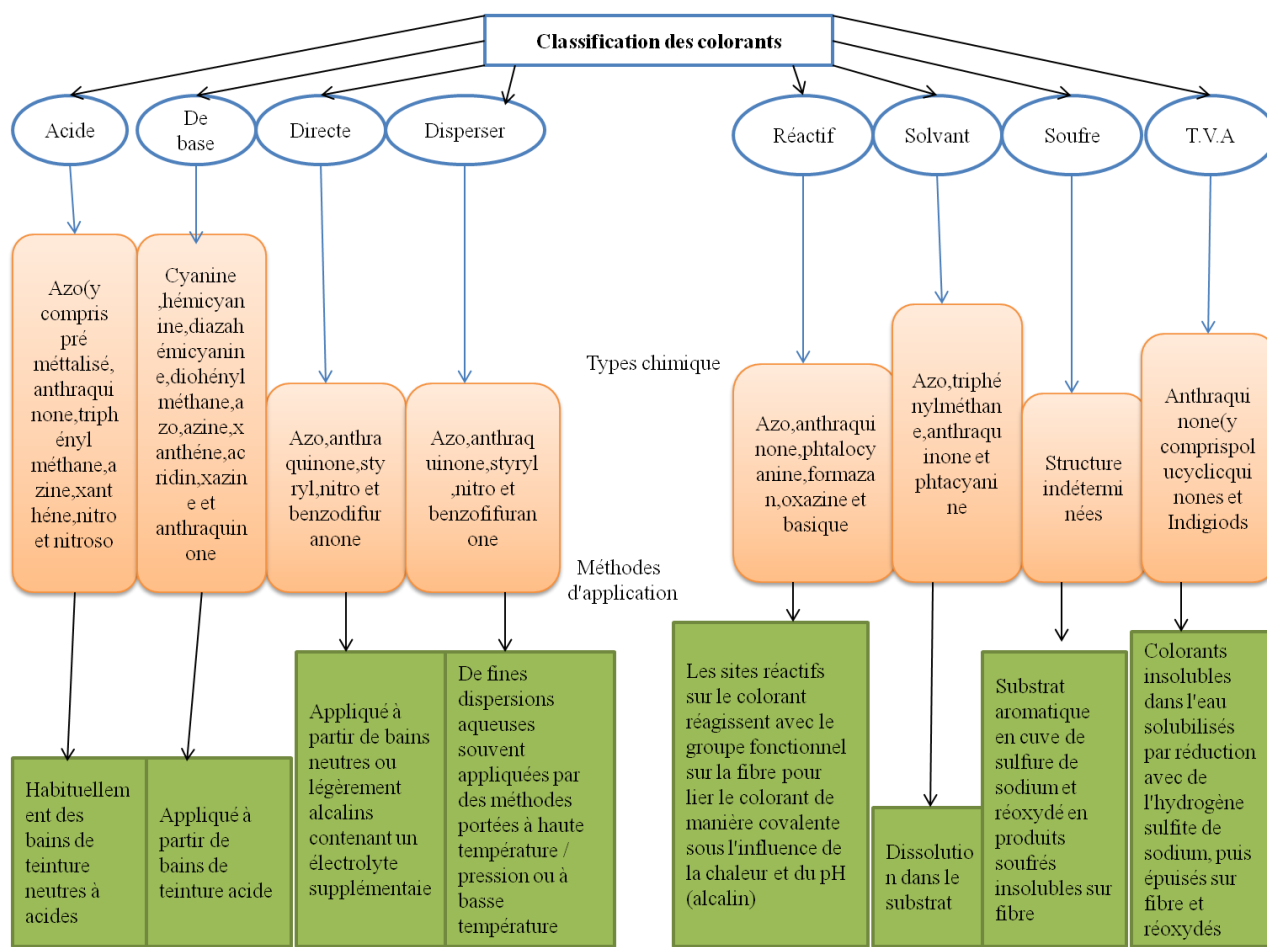 Classification des colorants
Acide
De
base
Directe
Disperser
Réactif
Solvant
Soufre
T.V.A
Azo(y
compris
pré
méttalisé,
anthraqui
none,triph
ényl
méthane,a
zine,xant
héne,nitro
et nitroso
Cyanine
,hémicyan
ine,diazah
émicyanin
e,diohényl
méthane,a
zo,azine,x
anthéne,ac
ridin,xazin
e et
anthraquin
one
Azo,anthra
quinone,sty
ryl,nitro et
benzodifur
anone
Azo,anthraq
uinone,styryl
,nitro et
benzofifuran
one
Types chimique
Azo,anthraqui
none,phtalocy
anine,formaza
n,oxazine et
basique
Azo,triphé
nylméthan
e,anthraqu
inone et
phtacyani
ne
Structure
indétermi
nées
Anthraqui
none(y
comprispol
ucyclicqui
nones et
Indigiods
Méthodes
d'application
Habituellem
ent des
bains de
teinture
neutres à
acides
Appliqué à
partir de
bains de
teinture acide
Appliqué à
partir de bains
neutres ou
légèrement
alcalins
contenant un
électrolyte
supplémentaie
De fines
dispersions
aqueuses
souvent
appliquées par
des méthodes
portées à haute
température /
pression ou à
basse
température
Les sites réactifs
sur le colorant
réagissent avec le
groupe fonctionnel
sur la fibre pour
lier le colorant de
manière covalente
sous l'influence de
la chaleur et du pH
(alcalin)
Dissolutio
n dans le
substrat
Substrat
aromatique
en cuve de
sulfure de
sodium et
réoxydé en
produits
soufrés
insolubles sur
fibre
Colorants
insolubles
dans l'eau
solubilisés
par réduction
avec de
l'hydrogène
sulfite de
sodium, puis
épuisés sur
fibre et
réoxydés